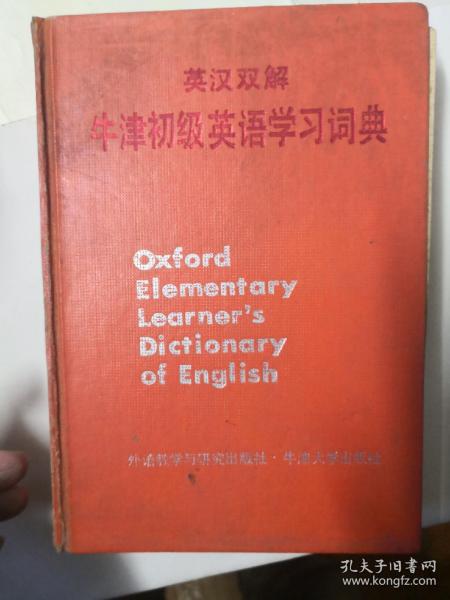 英汉双解
牛津初级英语学习词典
Oxford
Elementary
Learner's
Dictionary
of English
外语教学与研究出版社·牛津大学出版社
孔夫子旧书网
www.kongfz.com